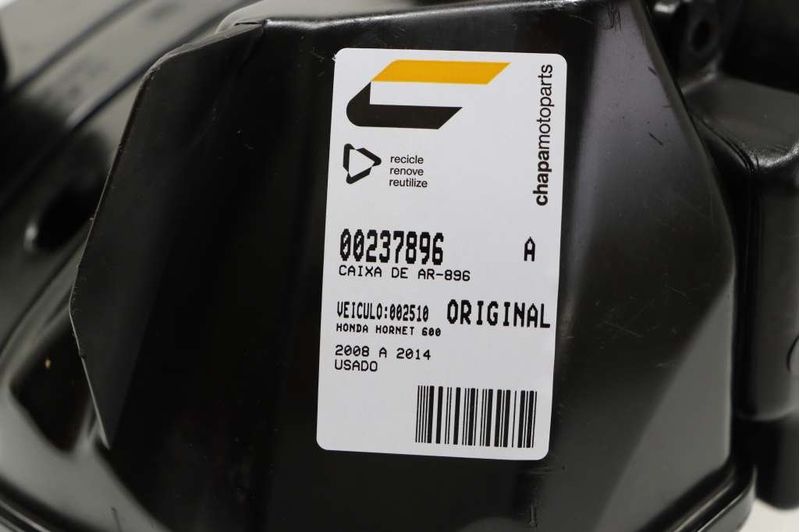 chapamotoparts
recicle
renove
reutilize
00237896 A
CAIXA DE AR-896
VEICULO:002510 ORIGINAL
HONDA HORNET 600
2008 A 2014
USADO